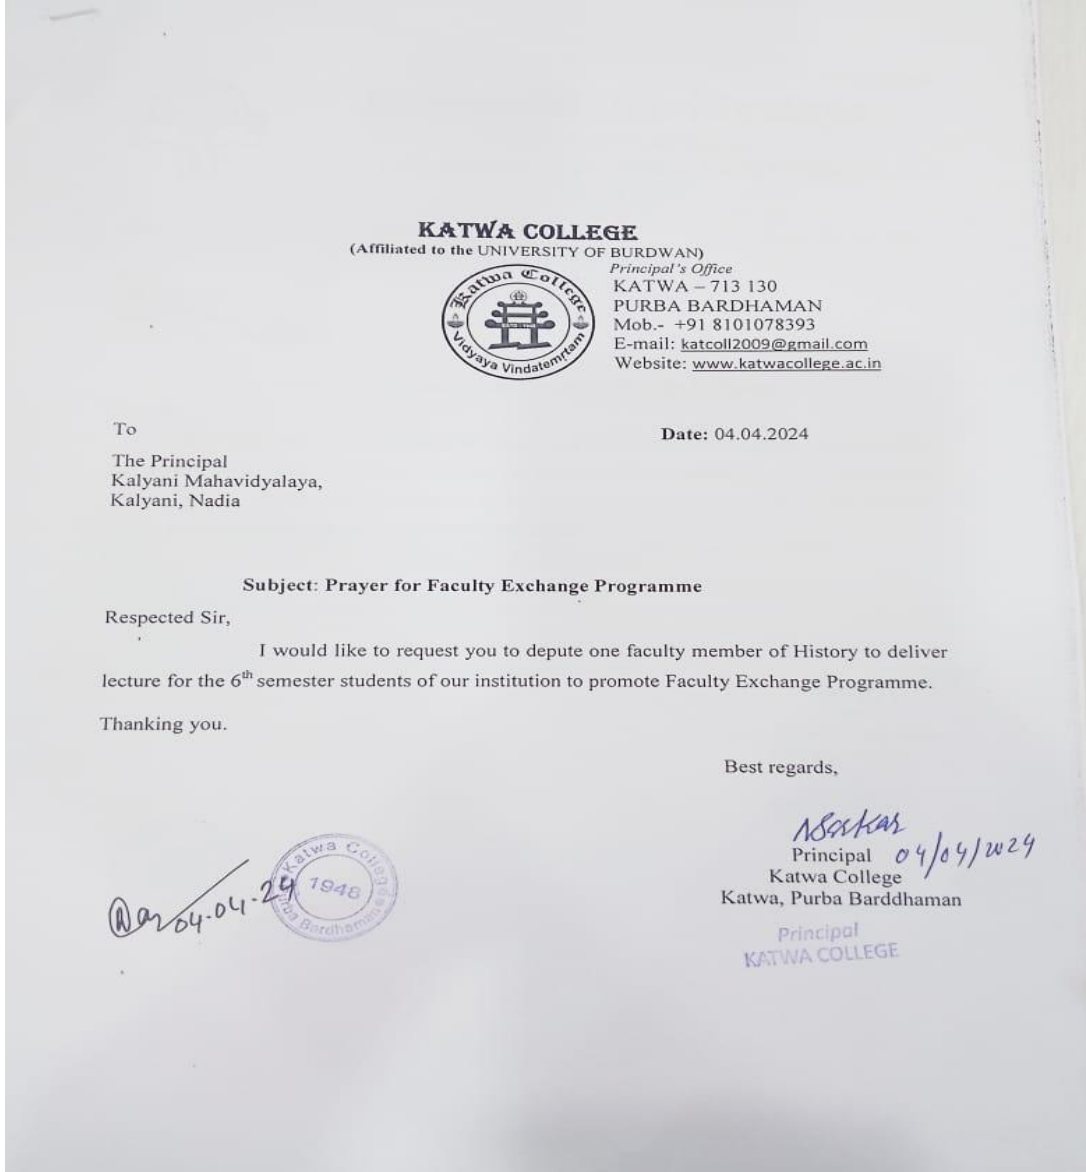 KATWA COLLEGE
(Affiliated to the UNIVERSITY OF BURDWAN)
Katwa College
Vidyaya Vindatemrtam
Principal's Office
KATWA – 713 130
PURBA BARDHAMAN
Mob.- +91 8101078393
E-mail: katcoll2009@gmail.com
Website: www.katwacollege.ac.in
To
Date: 04.04.2024
The Principal
Kalyani Mahavidyalaya,
Kalyani, Nadia
Subject: Prayer for Faculty Exchange Programme
Respected Sir,
I would like to request you to depute one faculty member of History to deliver
lecture for the 6th semester students of our institution to promote Faculty Exchange Programme.
Thanking you.
Best regards,
NSarkar
Principal 04/04/2024
Katwa College
Katwa, Purba Barddhaman
Principal
KATWA COLLEGE
04-04-24
Katwa College
1948
Purba Bardhaman